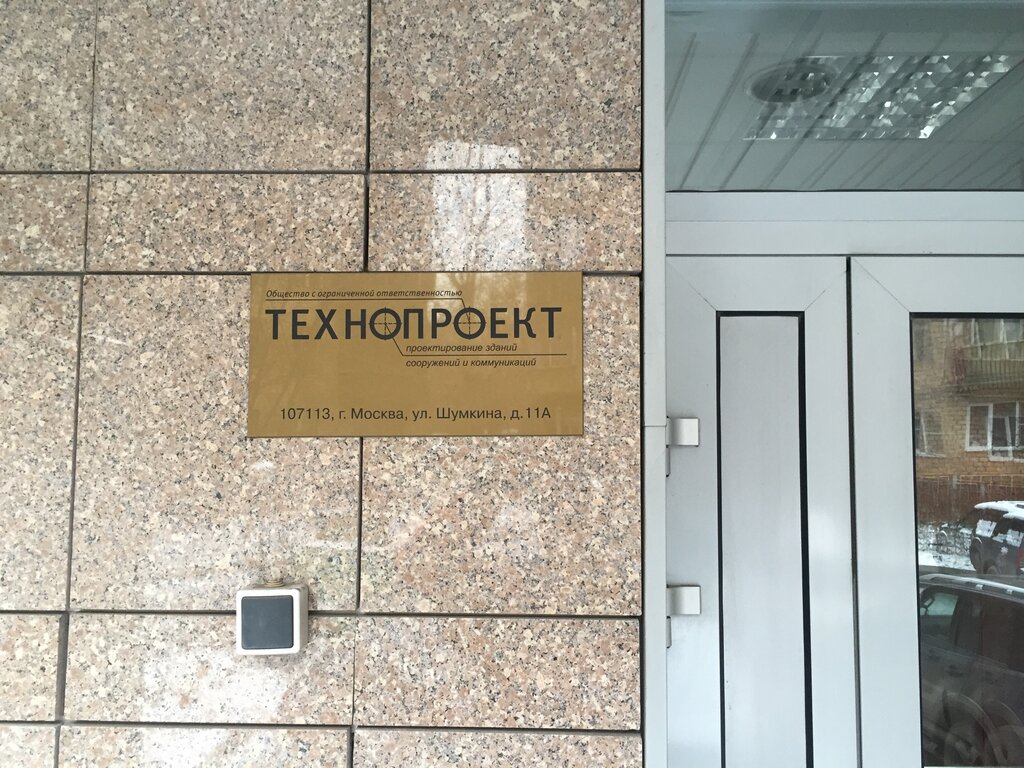 Общество с ограниченной ответственностью
ТЕХНОПРОЕКТ
проектирование зданий
сооружений и коммуникаций
107113, г. Москва, ул. Шумкина, д.11А